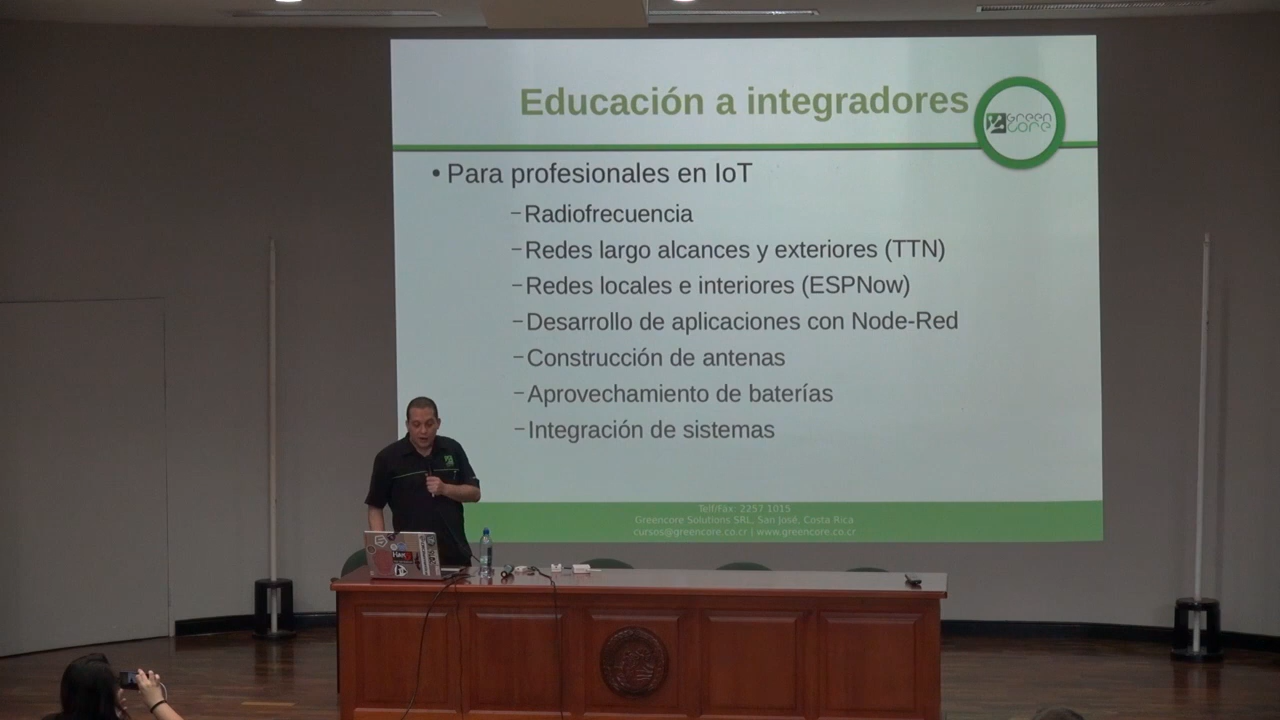 Educación a integradores
Green Core
• Para profesionales en IoT
–Radiofrecuencia
–Redes largo alcances y exteriores (TTN)
–Redes locales e interiores (ESPNow)
–Desarrollo de aplicaciones con Node-Red
–Construcción de antenas
–Aprovechamiento de baterías
–Integración de sistemas
Telf/Fax: 2257 1015
Greencore Solutions SRL, San José, Costa Rica
cursos@greencore.co.cr | www.greencore.co.cr